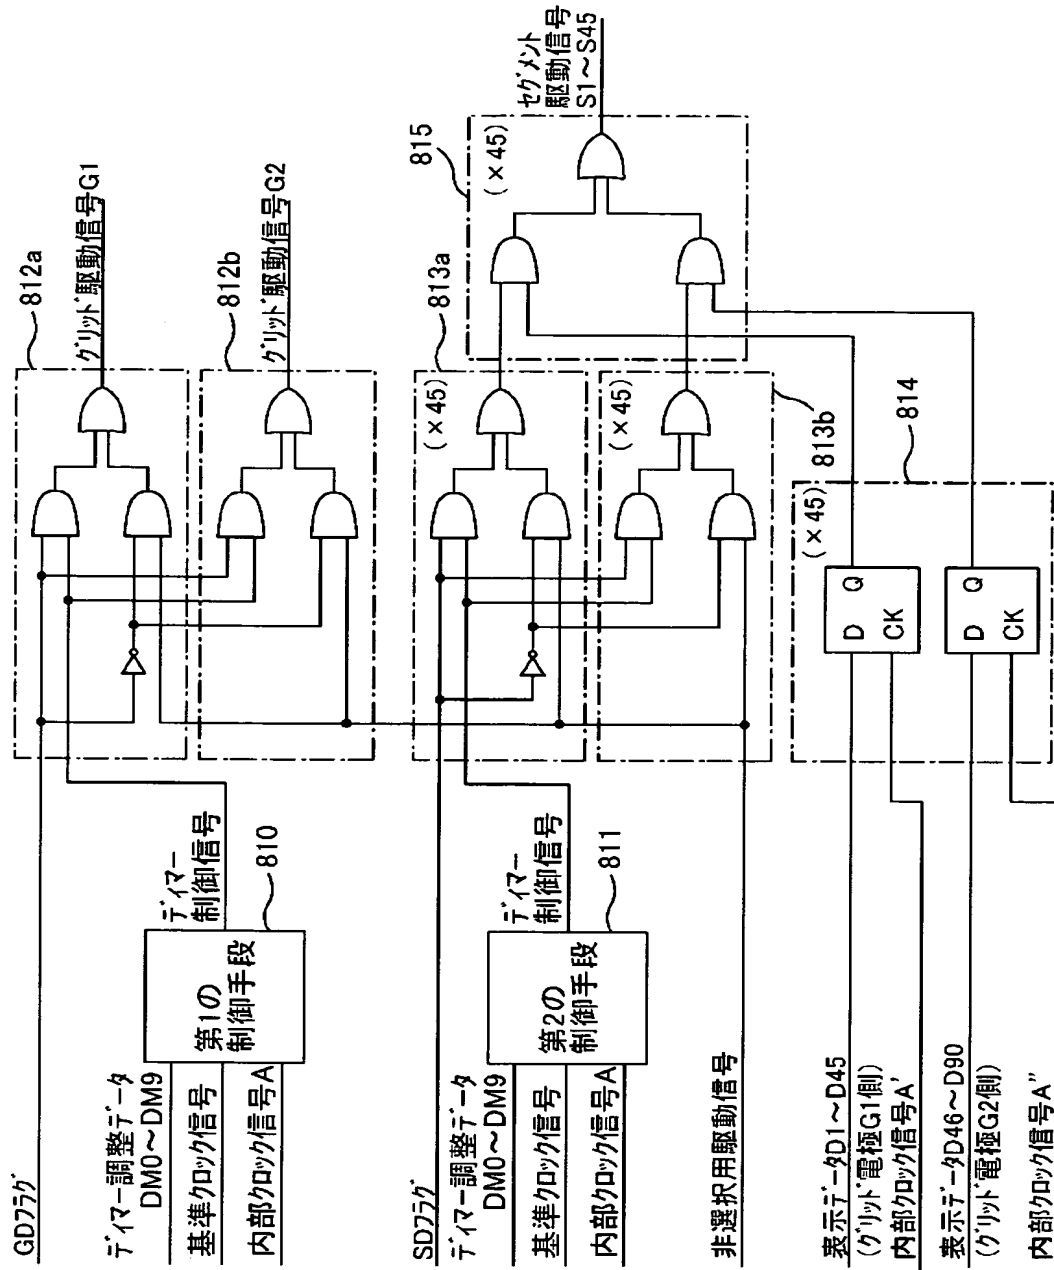 GDフラグ
ディマー調整データ
DM0～DM9
基準クロック信号
内部クロック信号A
第1の
制御手段
810
ディマー
制御信号
812a
グリッド駆動信号G1
812b
グリッド駆動信号G2
SDフラグ
ディマー調整データ
DM0～DM9
基準クロック信号
内部クロック信号A
第2の
制御手段
811
ディマー
制御信号
813a
(×45)
813b
(×45)
非選択用駆動信号
815
(×45)
セグメント
駆動信号
S1～S45
表示データD1～D45
(グリッド電極G1側)
内部クロック信号A'
表示データD46～D90
(グリッド電極G2側)
内部クロック信号A"
814
(×45)
D Q
CK
D Q
CK